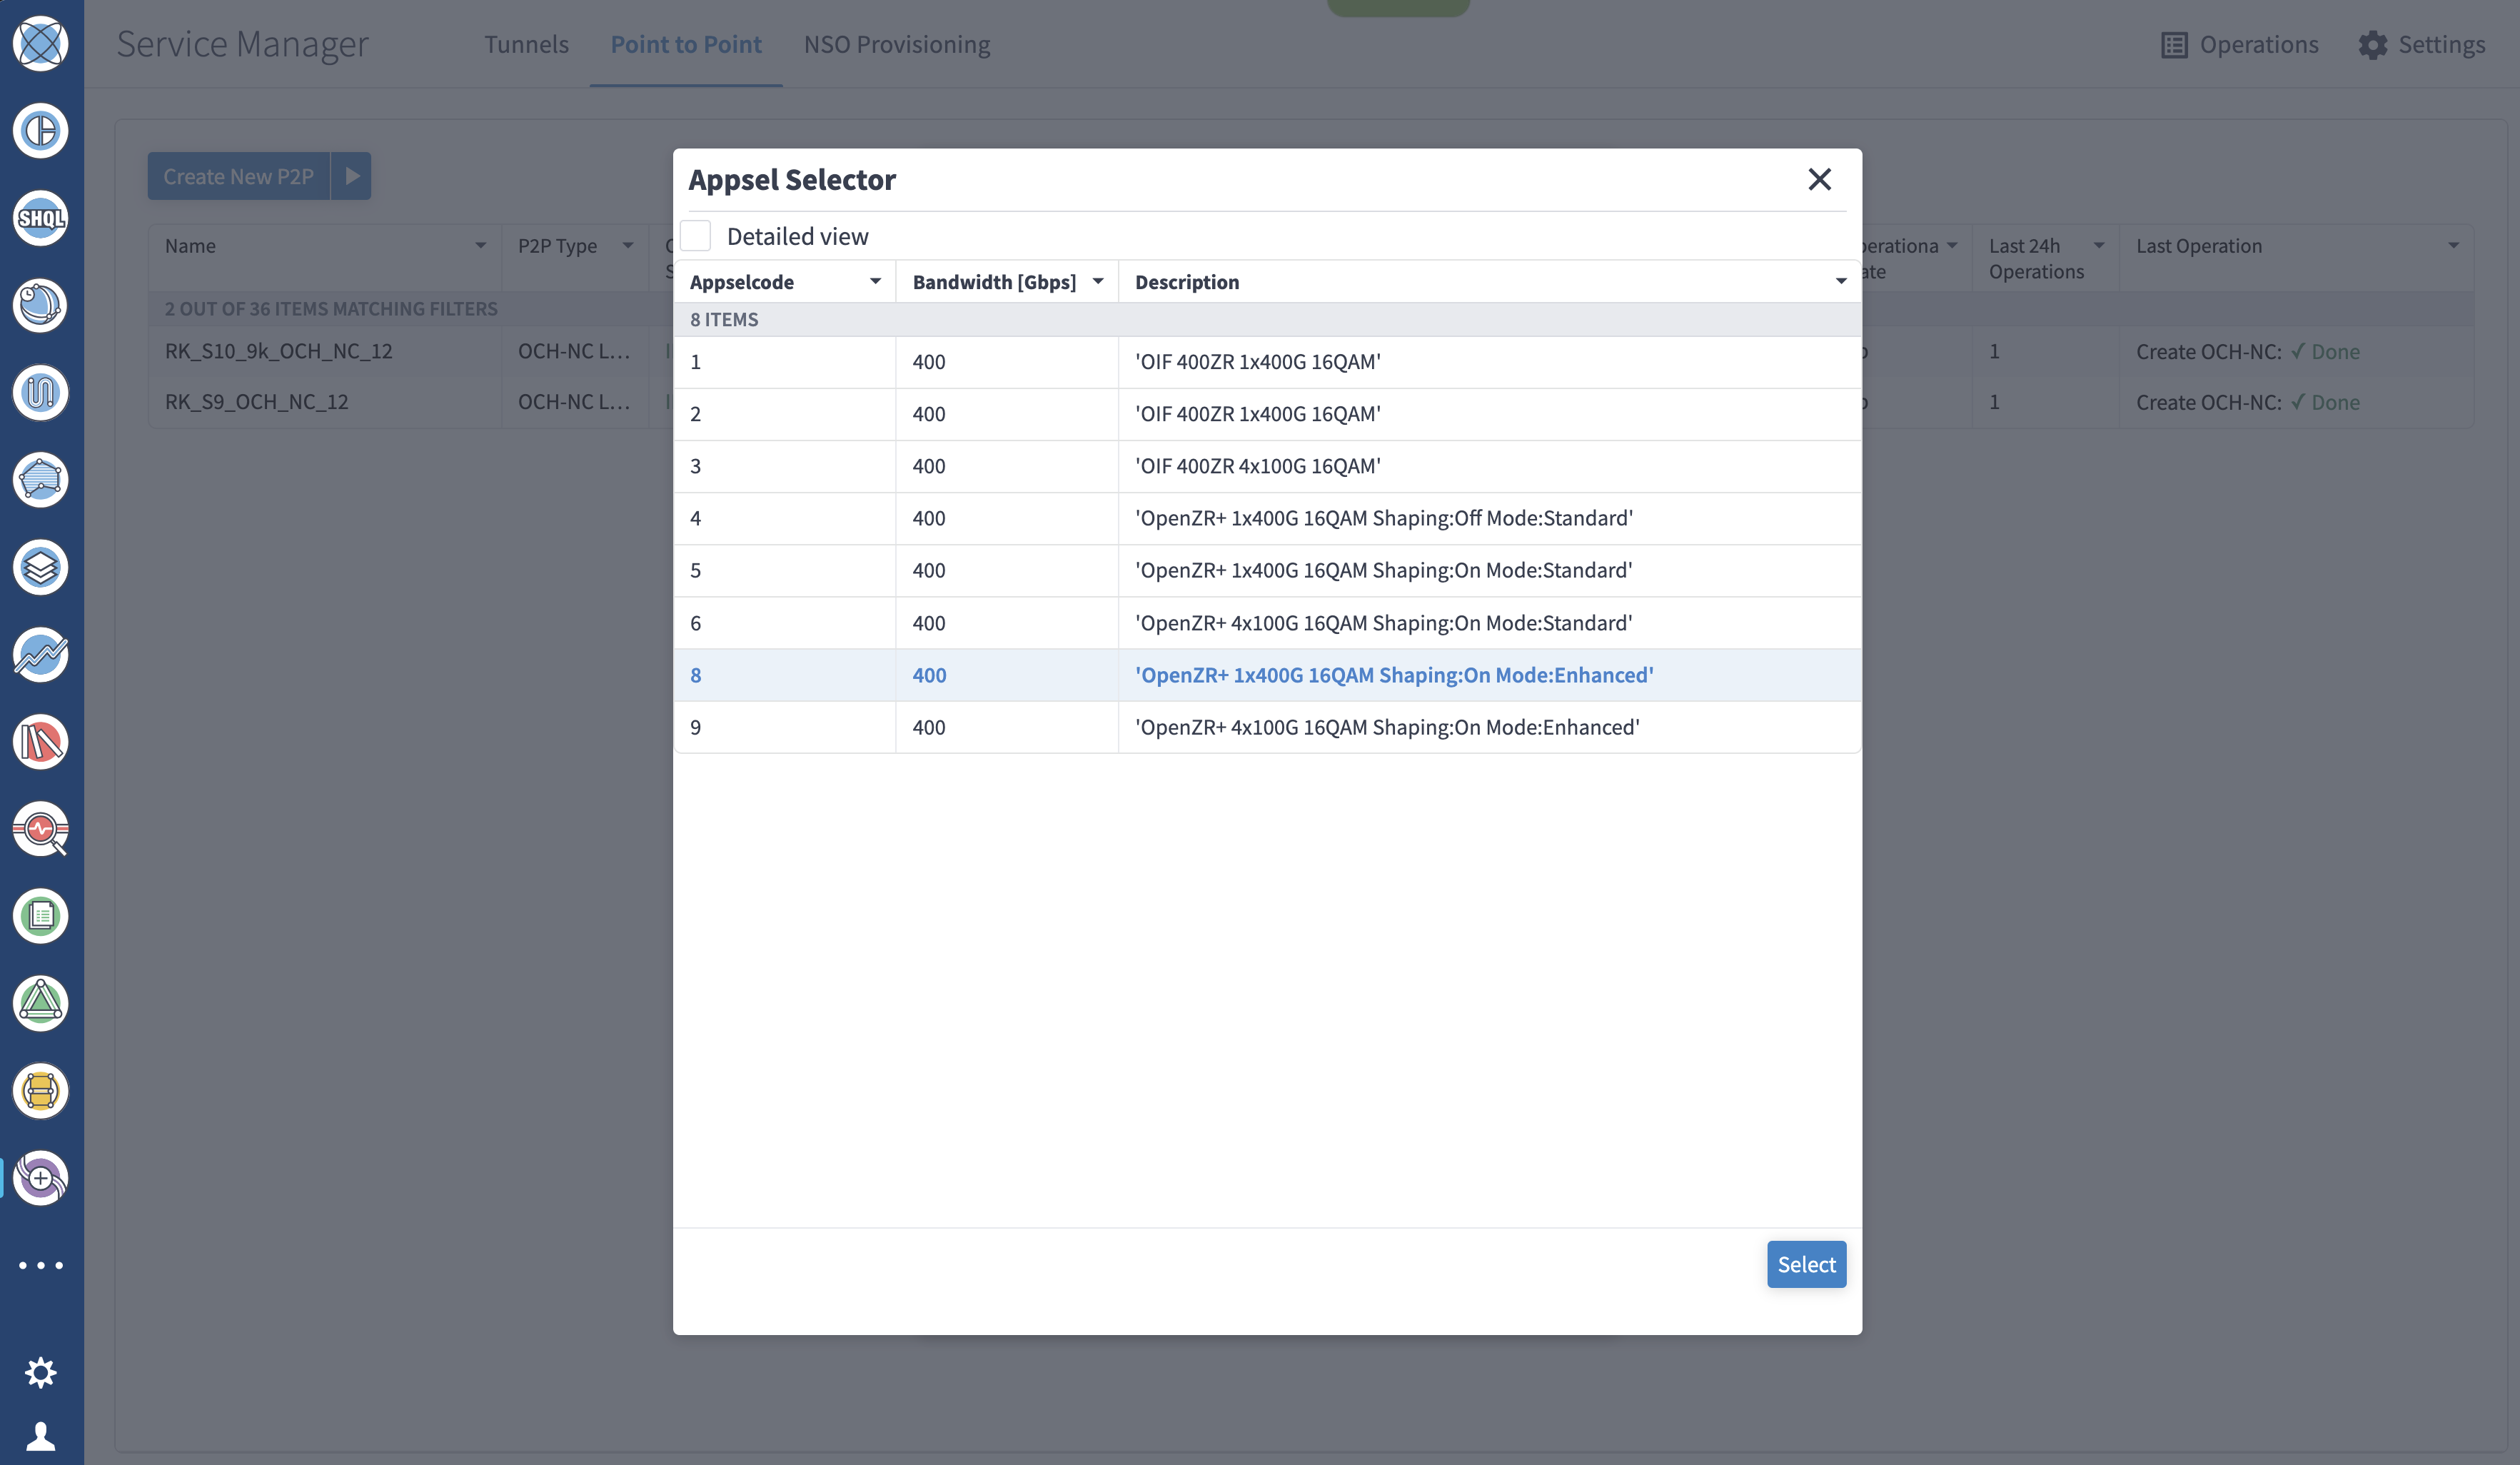 Service Manager
Tunnels
Point to Point
NSO Provisioning
Operations
Settings
SHQL
Create New P2P
Name
P2P Type
Last 24h
Operations
Last Operation
2 OUT OF 36 ITEMS MATCHING FILTERS
RK_S10_9k_OCH_NC_12
OCH-NC L...
1
Create OCH-NC: ✓ Done
RK_S9_OCH_NC_12
OCH-NC L...
1
Create OCH-NC: ✓ Done
Appsel Selector
Detailed view
Appselcode
Bandwidth [Gbps]
Description
8 ITEMS
1 400 'OIF 400ZR 1x400G 16QAM'
2 400 'OIF 400ZR 1x400G 16QAM'
3 400 'OIF 400ZR 4x100G 16QAM'
4 400 'OpenZR+ 1x400G 16QAM Shaping:Off Mode:Standard'
5 400 'OpenZR+ 1x400G 16QAM Shaping:On Mode:Standard'
6 400 'OpenZR+ 4x100G 16QAM Shaping:On Mode:Standard'
8 400 'OpenZR+ 1x400G 16QAM Shaping:On Mode:Enhanced'
9 400 'OpenZR+ 4x100G 16QAM Shaping:On Mode:Enhanced'
Select